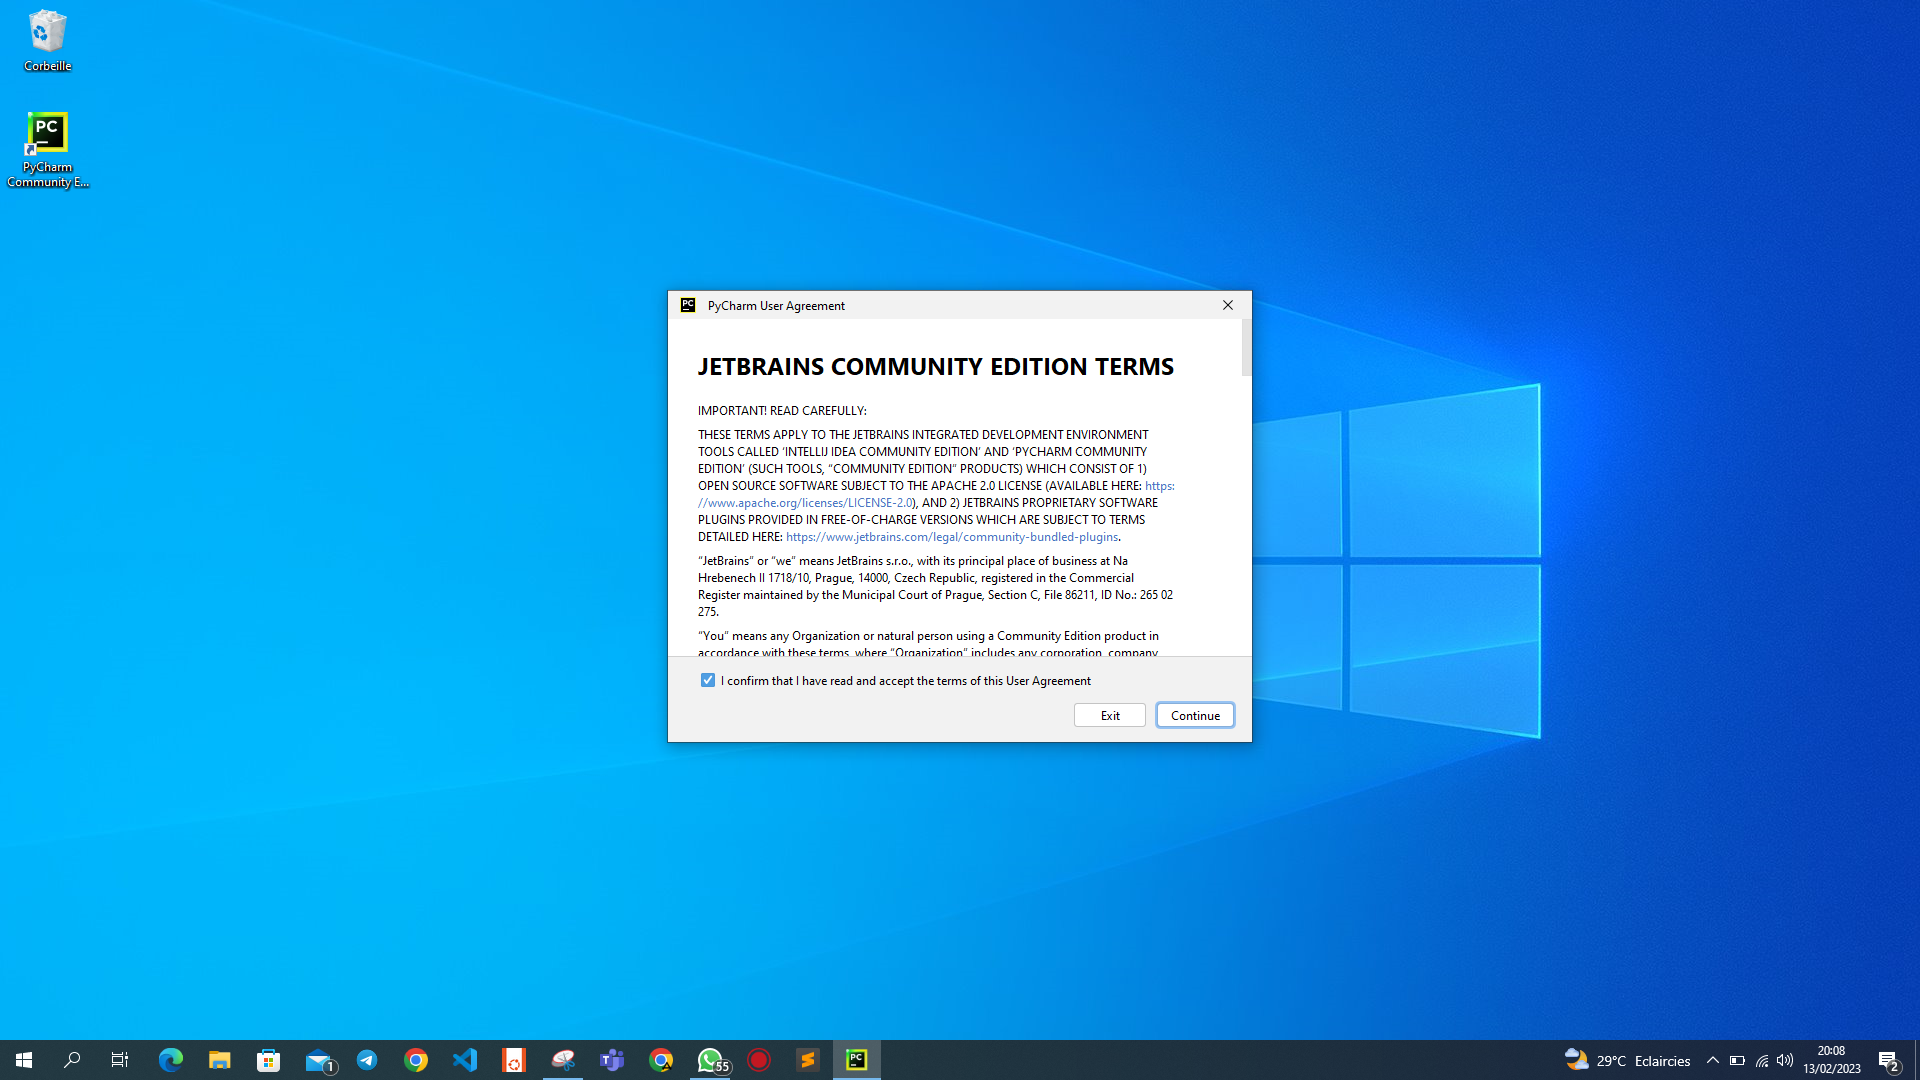 Corbeille
PC
PyCharm
Community E...
PC
PyCharm User Agreement
JETBRAINS COMMUNITY EDITION TERMS
IMPORTANT! READ CAREFULLY:
THESE TERMS APPLY TO THE JETBRAINS INTEGRATED DEVELOPMENT ENVIRONMENT
TOOLS CALLED ‘INTELLIJ IDEA COMMUNITY EDITION’ AND ‘PYCHARM COMMUNITY
EDITION’ (SUCH TOOLS, “COMMUNITY EDITION” PRODUCTS) WHICH CONSIST OF 1)
OPEN SOURCE SOFTWARE SUBJECT TO THE APACHE 2.0 LICENSE (AVAILABLE HERE: https:
//www.apache.org/licenses/LICENSE-2.0), AND 2) JETBRAINS PROPRIETARY SOFTWARE
PLUGINS PROVIDED IN FREE-OF-CHARGE VERSIONS WHICH ARE SUBJECT TO TERMS
DETAILED HERE: https://www.jetbrains.com/legal/community-bundled-plugins.
“JetBrains” or “we” means JetBrains s.r.o., with its principal place of business at Na
Hrebenech II 1718/10, Prague, 14000, Czech Republic, registered in the Commercial
Register maintained by the Municipal Court of Prague, Section C, File 86211, ID No.: 265 02
275.
“You” means any Organization or natural person using a Community Edition product in
accordance with these terms, where “Organization” includes any corporation, company,
I confirm that I have read and accept the terms of this User Agreement
Exit
Continue
1
55
PC
29°C Eclaircies
20:08
13/02/2023
2